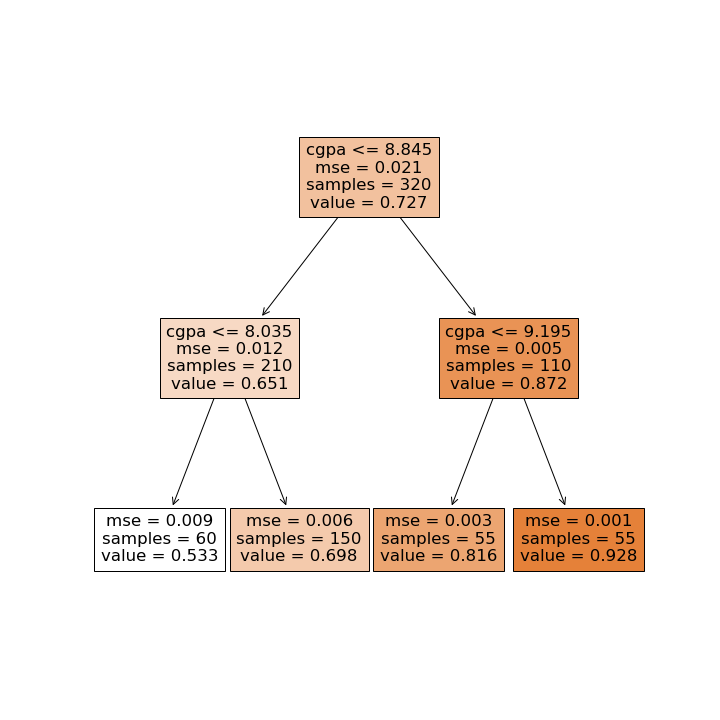 cgpa <= 8.845
mse = 0.021
samples = 320
value = 0.727
cgpa <= 8.035
mse = 0.012
samples = 210
value = 0.651
cgpa <= 9.195
mse = 0.005
samples = 110
value = 0.872
mse = 0.009
samples = 60
value = 0.533
mse = 0.006
samples = 150
value = 0.698
mse = 0.003
samples = 55
value = 0.816
mse = 0.001
samples = 55
value = 0.928